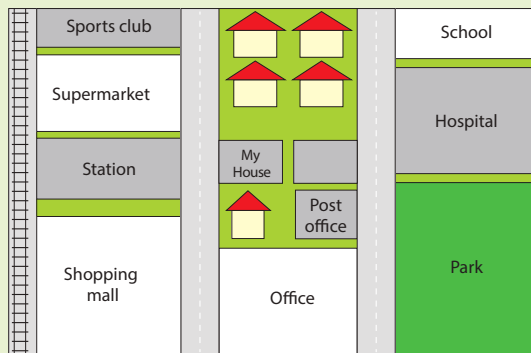 Sports club
Supermarket
Station
Shopping
mall
My
House
Post
office
Office
School
Hospital
Park